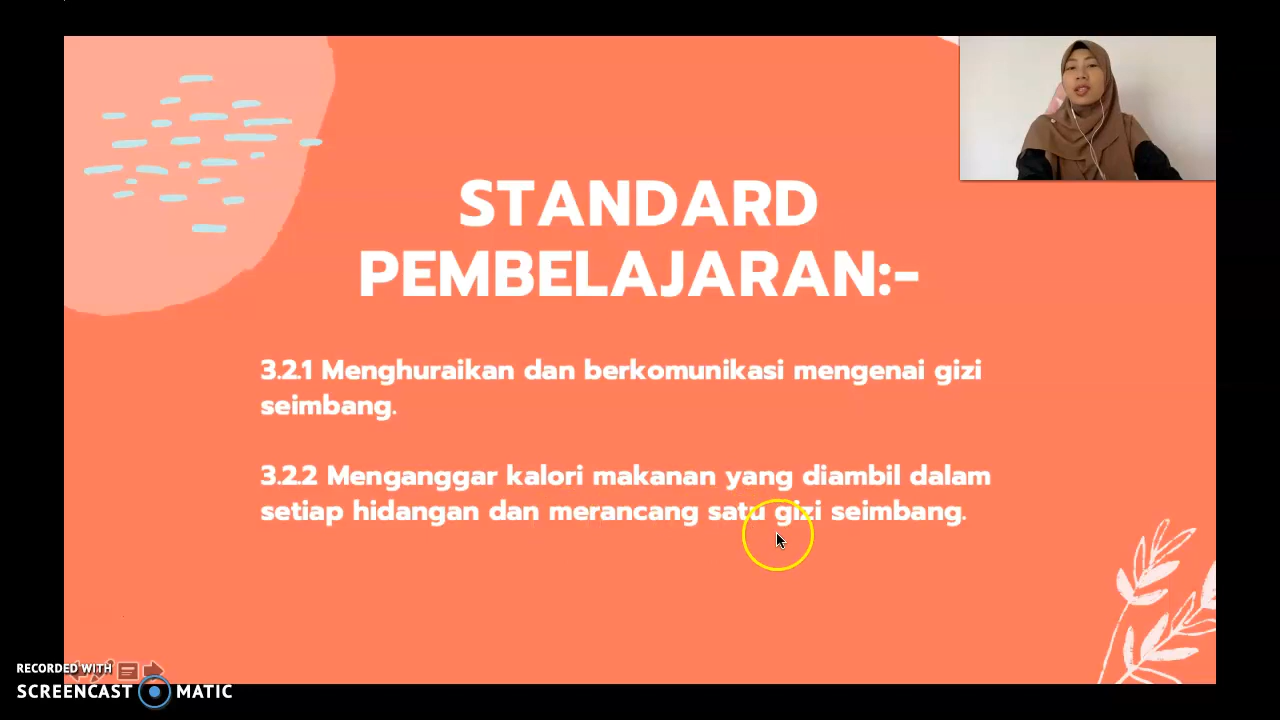 STANDARD
PEMBELAJARAN:-
3.2.1 Menghuraikan dan berkomunikasi mengenai gizi
seimbang.
3.2.2 Menganggar kalori makanan yang diambil dalam
setiap hidangan dan merancang satu gizi seimbang.
RECORDED WITH
SCREENCAST MATIC